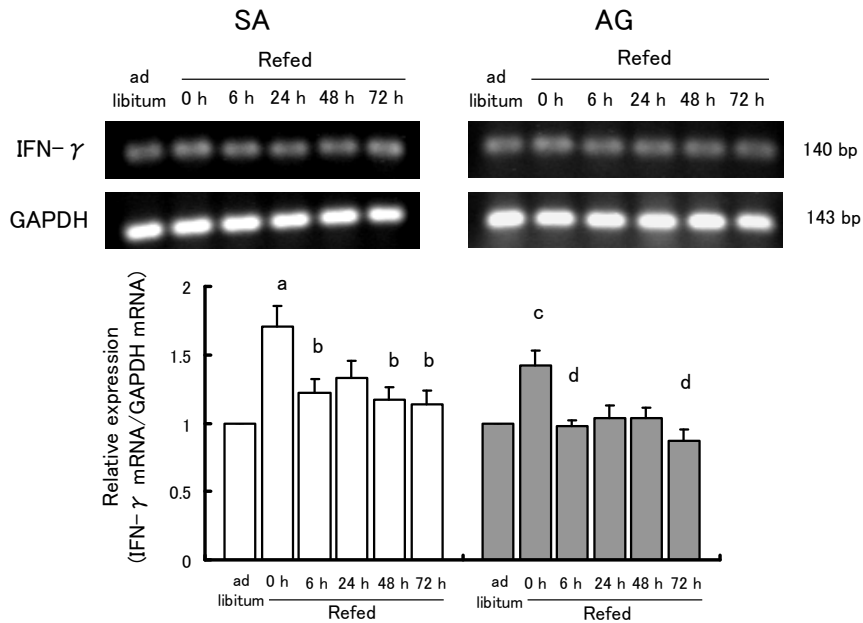 SA
AG
Refed
Refed
ad
libitum
0 h
6 h
24 h
48 h
72 h
ad
libitum
0 h
6 h
24 h
48 h
72 h
IFN-γ
140 bp
GAPDH
143 bp
Relative expression
(IFN-γ mRNA/GAPDH mRNA)
2
1.5
1
0.5
0
a
b
b
b
c
d
d
ad
libitum
0 h
6 h
24 h
48 h
72 h
Refed
ad
libitum
0 h
6 h
24 h
48 h
72 h
Refed